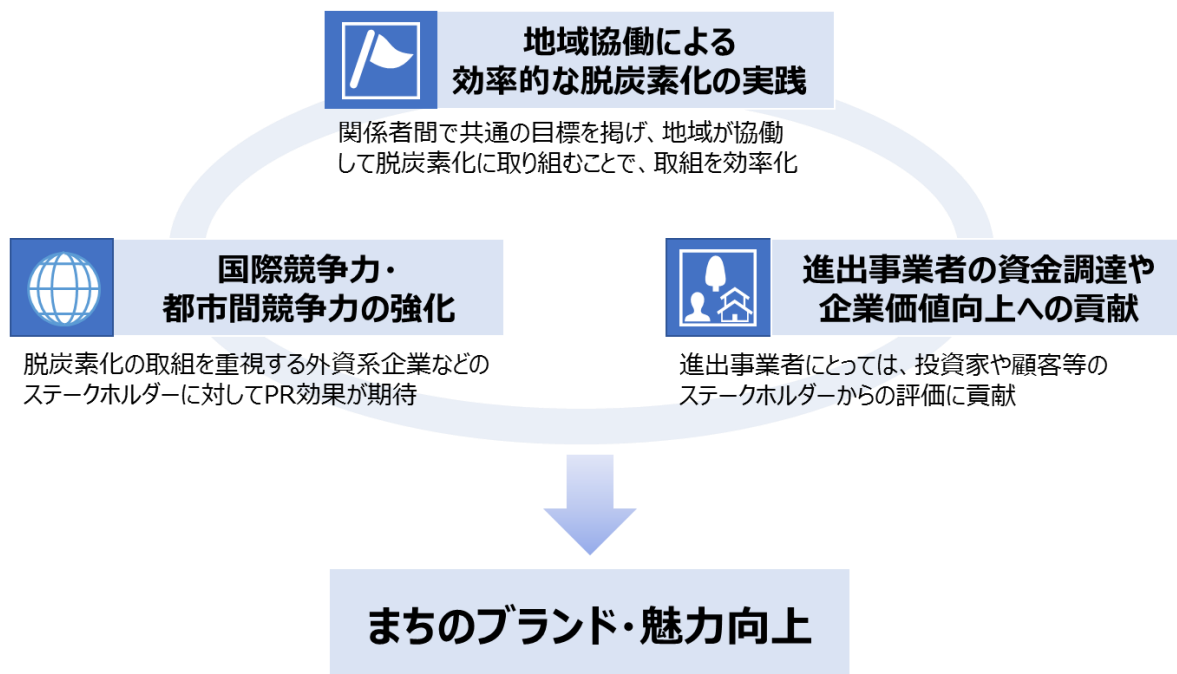 地域協働による
効率的な脱炭素化の実践
関係者間で共通の目標を掲げ、地域が協働
して脱炭素化に取り組むことで、取組を効率化
国際競争力・
都市間競争力の強化
脱炭素化の取組を重視する外資系企業などの
ステークホルダーに対してPR効果が期待
進出事業者の資金調達や
企業価値向上への貢献
進出事業者にとっては、投資家や顧客等の
ステークホルダーからの評価に貢献
まちのブランド・魅力向上